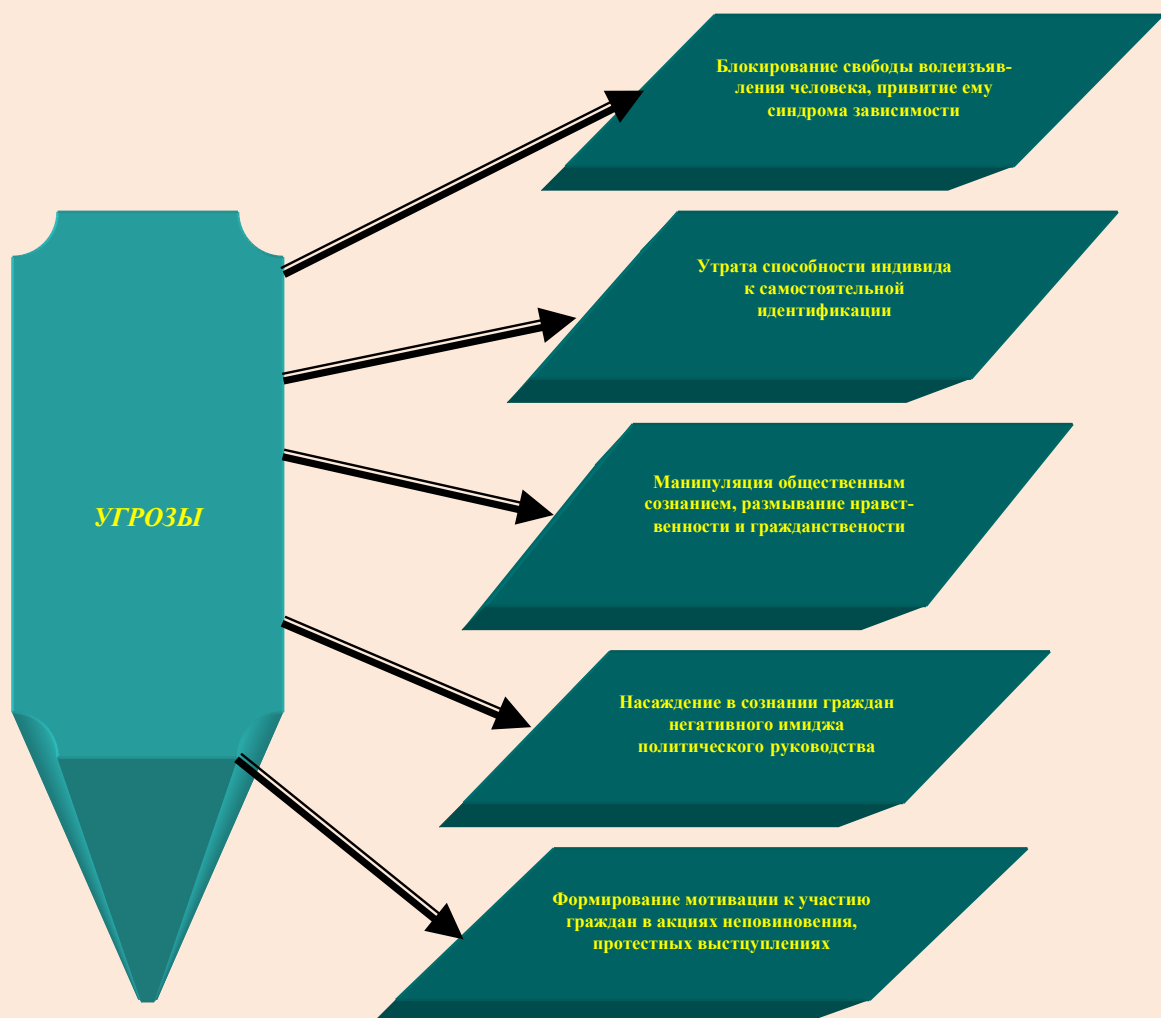 Блокирование свободы волеизъяв-
ления человека, привитие ему
синдрома зависимости
Утрата способности индивида
к самостоятельной
идентификации
УГРОЗЫ
Манипуляция общественным
сознанием, размывание нравст-
венности и гражданствености
Насаждение в сознании граждан
негативного имиджа
политического руководства
Формирование мотивации к участию
граждан в акциях неповиновения,
протестных выстцуплениях